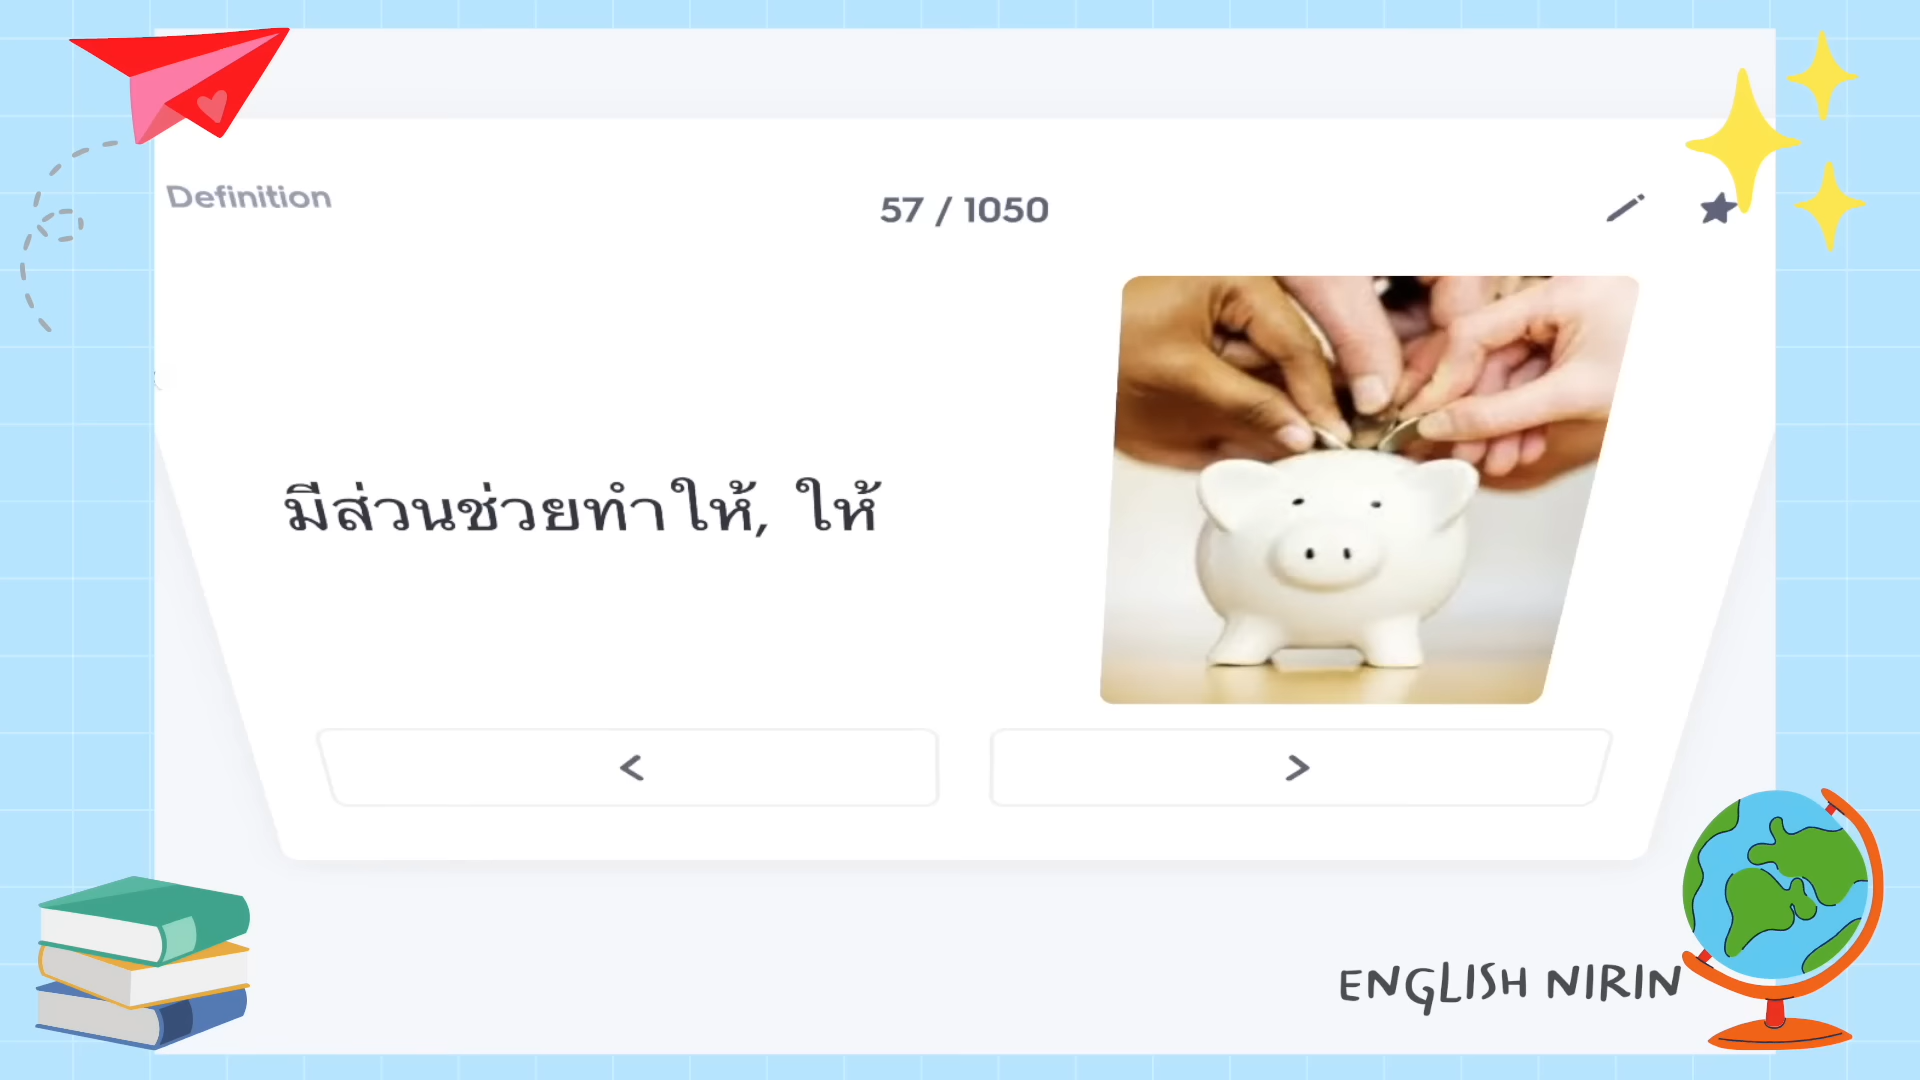 Definition
57 / 1050
มีส่วนช่วยทำให้, ให้
<
>
ENGLISH NIRIN